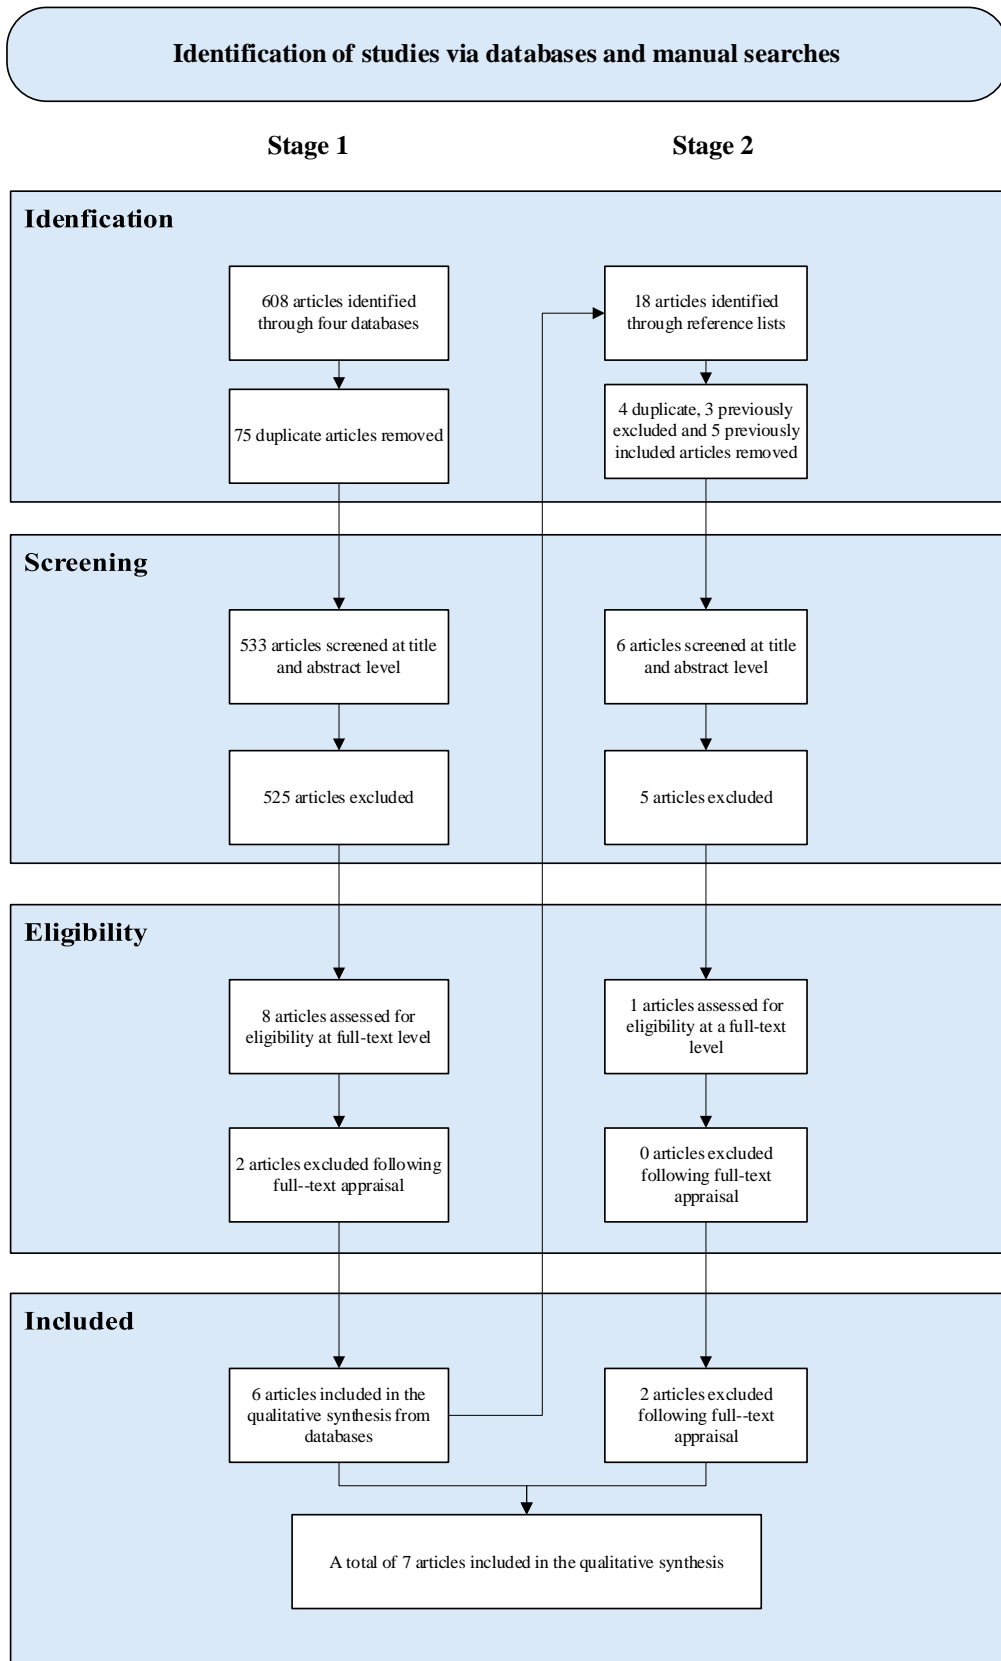 Identification of studies via databases and manual searches
Stage 1
Stage 2
Idenfication
608 articles identified
through four databases
18 articles identified
through reference lists
75 duplicate articles removed
4 duplicate, 3 previously
excluded and 5 previously
included articles removed
Screening
533 articles screened at title
and abstract level
6 articles screened at title
and abstract level
525 articles excluded
5 articles excluded
Eligibility
8 articles assessed for
eligibility at full-text level
1 articles assessed for
eligibility at a full-text
level
2 articles excluded following
full--text appraisal
0 articles excluded
following full-text
appraisal
Included
6 articles included in the
qualitative synthesis from
databases
2 articles excluded
following full--text
appraisal
A total of 7 articles included in the qualitative synthesis